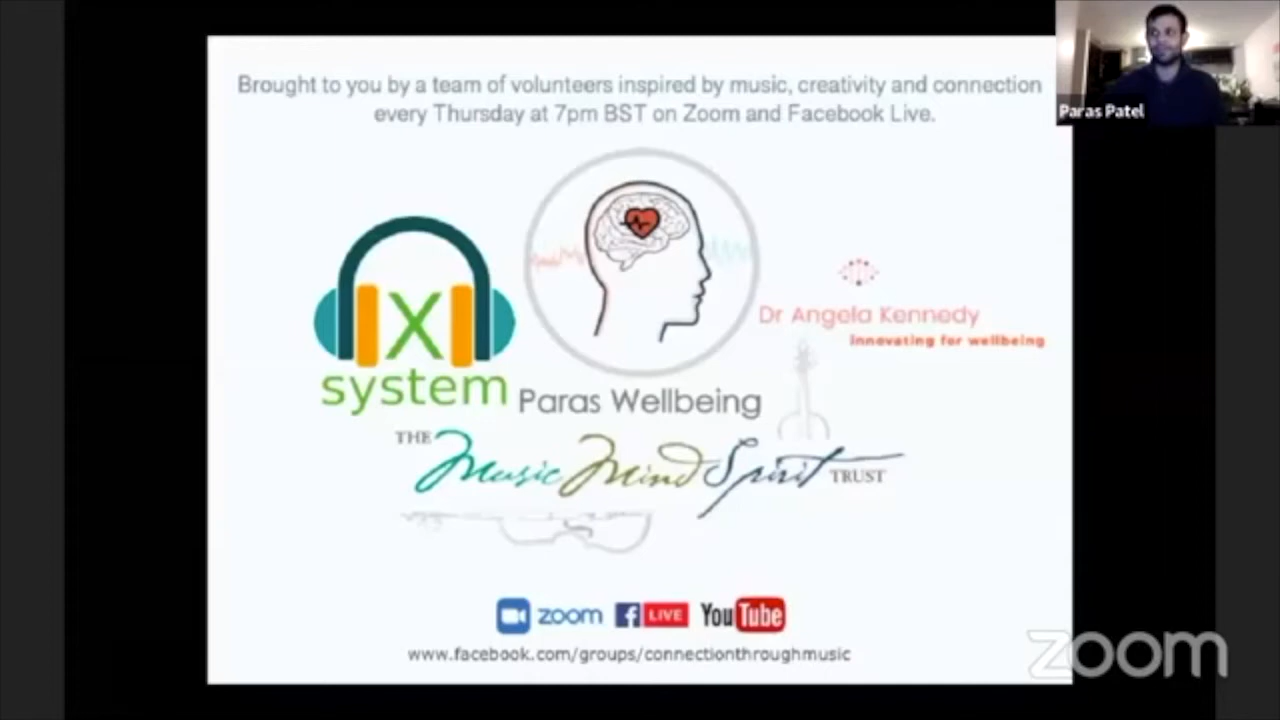 Brought to you by a team of volunteers inspired by music, creativity and connection
every Thursday at 7pm BST on Zoom and Facebook Live.
Paras Patel
X
system
Paras Wellbeing
Dr Angela Kennedy
Innovating for wellbeing
THE Music Mind Spirit TRUST
zoom f LIVE YouTube
www.facebook.com/groups/connectionthroughmusic
zoom